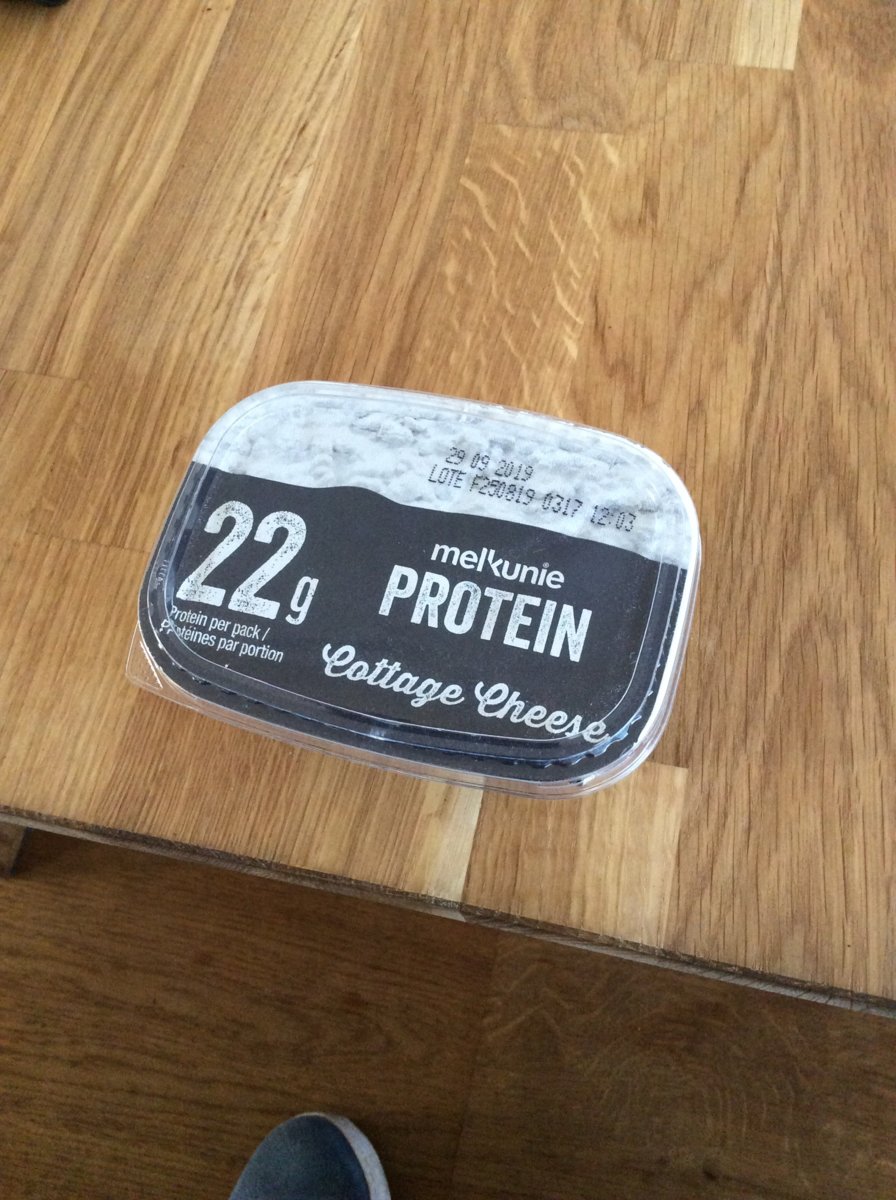 29 09 2019
LOTE F250819 0317 12:03
22g
Protein per pack /
Protéines par portion
melkunie®
PROTEIN
Cottage Cheese